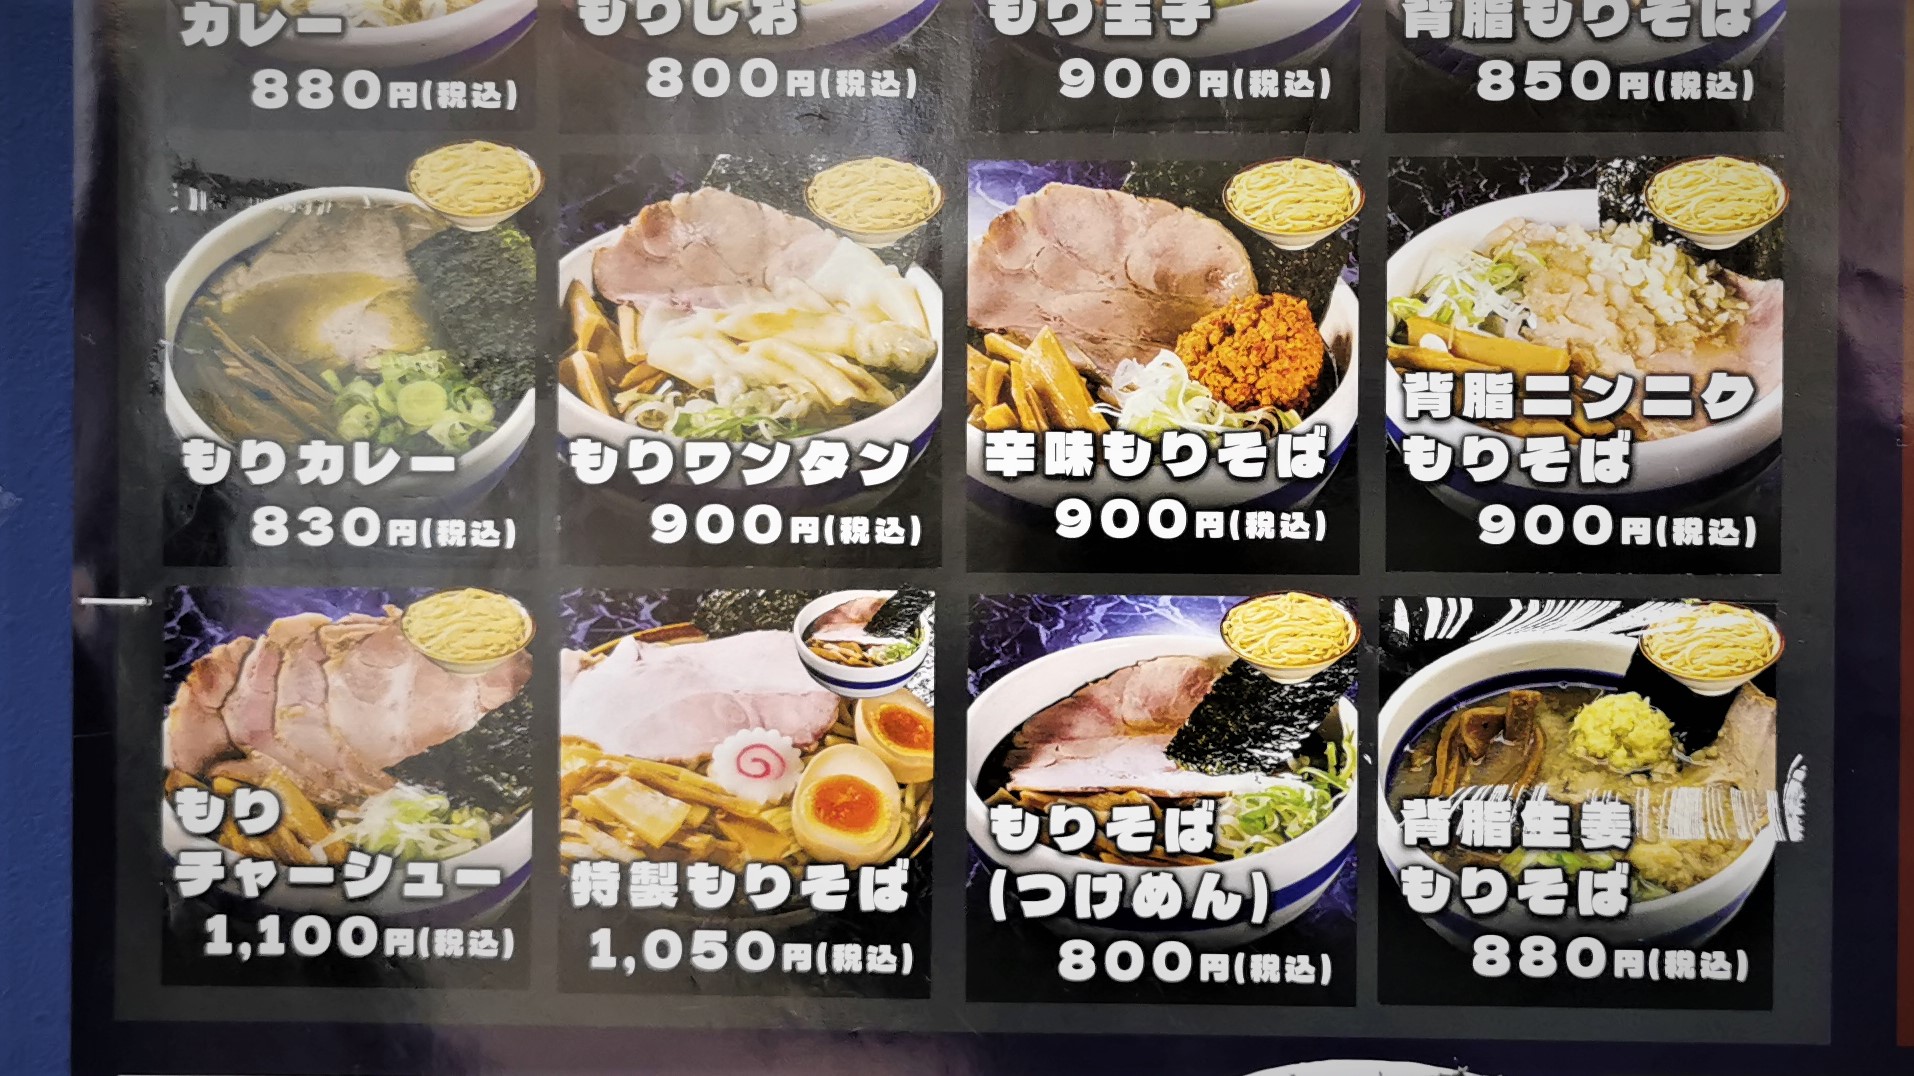 カレー
880円(税込)
もりしお
800円(税込)
もり玉子
900円(税込)
背脂もりそば
850円(税込)
もりカレー
830円(税込)
もりワンタン
900円(税込)
辛味もりそば
900円(税込)
背脂ニンニク
もりそば
900円(税込)
もり
チャーシュー
1,100円(税込)
特製もりそば
1,050円(税込)
もりそば
(つけめん)
800円(税込)
背脂生姜
もりそば
880円(税込)